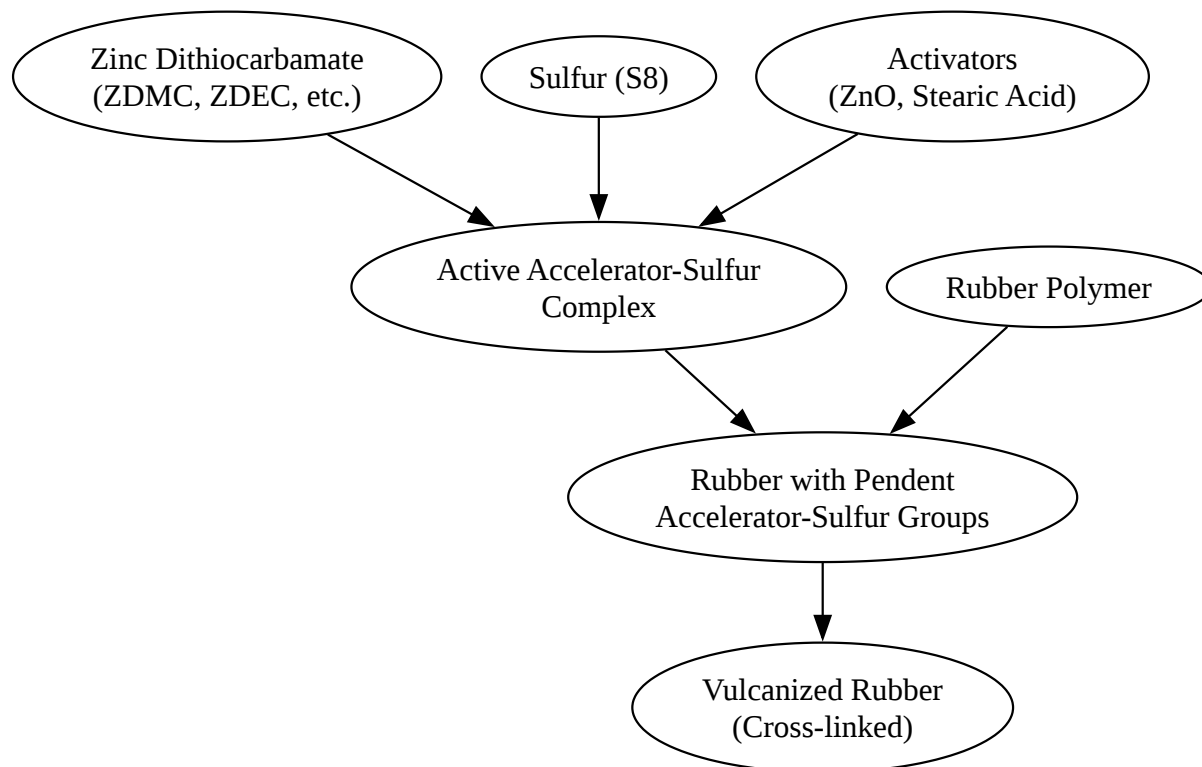 Zinc Dithiocarbamate
(ZDMC, ZDEC, etc.)
Sulfur (S8)
Activators
(ZnO, Stearic Acid)
Active Accelerator-Sulfur
Complex
Rubber Polymer
Rubber with Pendent
Accelerator-Sulfur Groups
Vulcanized Rubber
(Cross-linked)